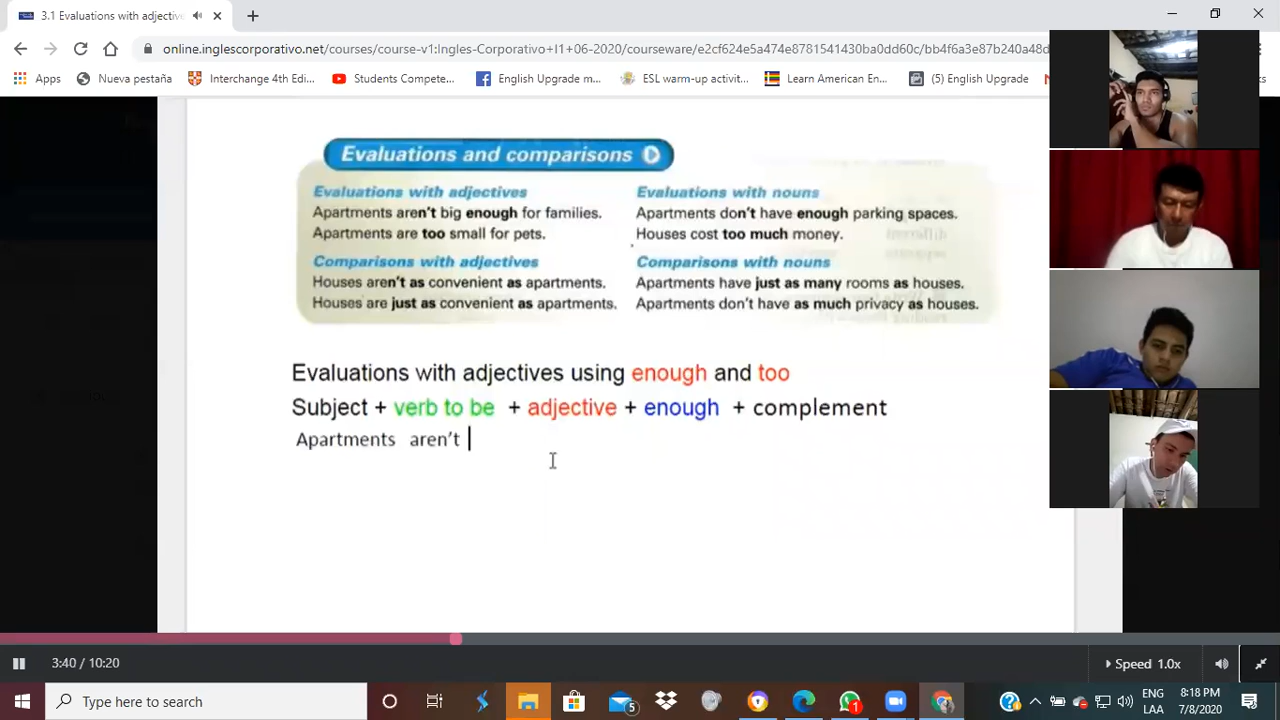 3.1 Evaluations with adjective
online.inglescorporativo.net/courses/course-v1:Ingles-Corporativo+I1+06-2020/courseware/e2cf624e5a474e8781541430ba0dd60c/bb4f6a3e87b240a48d
Apps
Nueva pestaña
Interchange 4th Edi...
Students Compete...
English Upgrade m...
ESL warm-up activit...
Learn American En...
(5) English Upgrade
Evaluations and comparisons
Evaluations with adjectives
Apartments aren't big enough for families.
Apartments are too small for pets.
Comparisons with adjectives
Houses aren't as convenient as apartments.
Houses are just as convenient as apartments.
Evaluations with nouns
Apartments don't have enough parking spaces.
Houses cost too much money.
Comparisons with nouns
Apartments have just as many rooms as houses.
Apartments don't have as much privacy as houses.
Evaluations with adjectives using enough and too
Subject + verb to be + adjective + enough + complement
Apartments aren't
3:40 / 10:20
Speed 1.0x
Type here to search
5
1
ENG
LAA
8:18 PM
7/8/2020